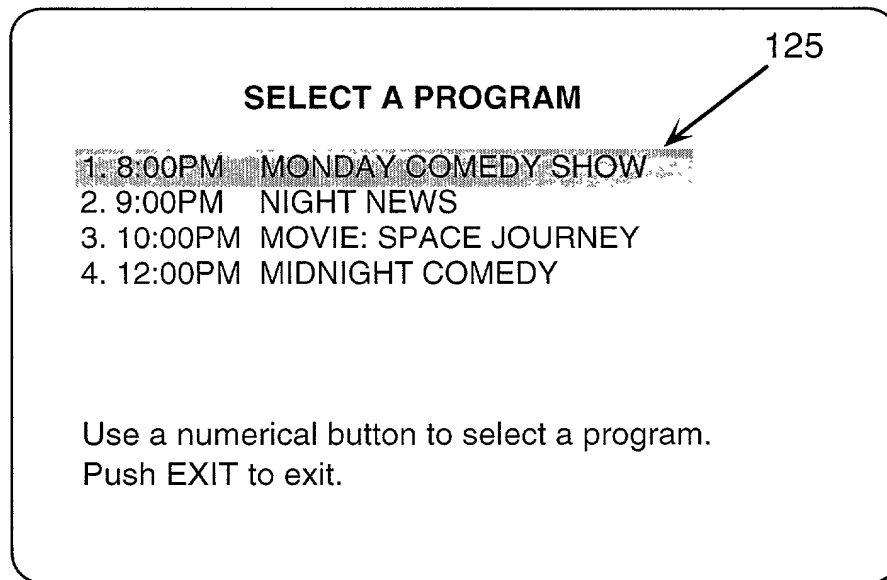 125
SELECT A PROGRAM
1. 8:00PM MONDAY COMEDY SHOW
2. 9:00PM NIGHT NEWS
3. 10:00PM MOVIE: SPACE JOURNEY
4. 12:00PM MIDNIGHT COMEDY
Use a numerical button to select a program.
Push EXIT to exit.